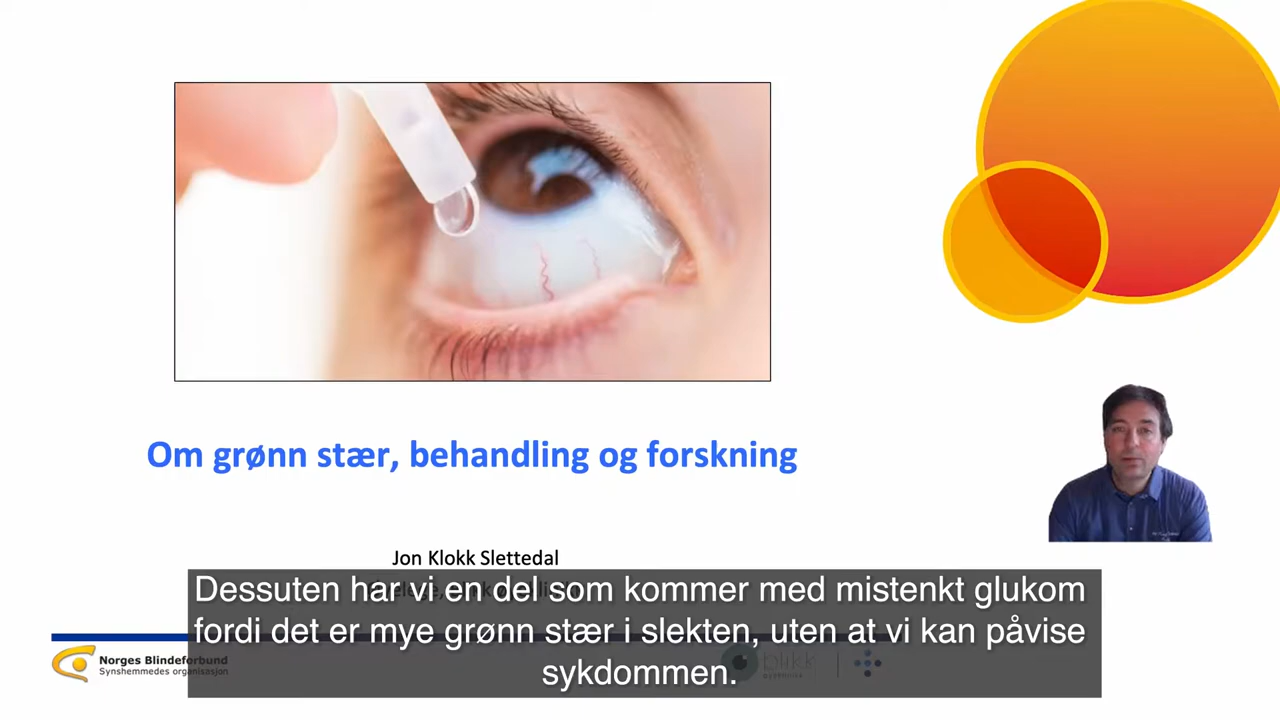 Om grønn stær, behandling og forskning
Jon Klokk Slettedal
Dessuten har vi en del som kommer med mistenkt glukom
fordi det er mye grønn stær i slekten, uten at vi kan påvise
sykdommen.
Norges Blindeforbund
Synshemmedes organisasjon
blikk